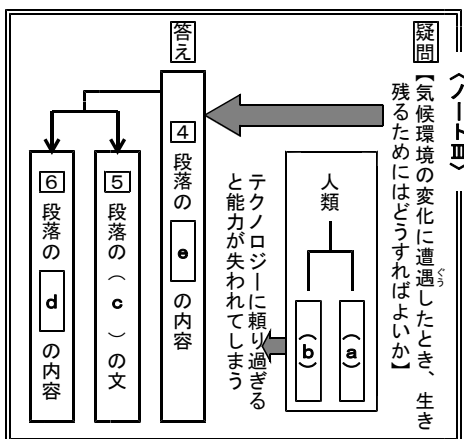 〈ノートⅢ〉
疑問
【気候環境の変化に遭遇したとき、生き
ぐう
残るためにはどうすればよいか】
人類
(a)
(b)
テクノロジーに頼り過ぎる
と能力が失われてしまう
答え
4 段落の e の内容
5 段落の(c)の文
6 段落の d の内容